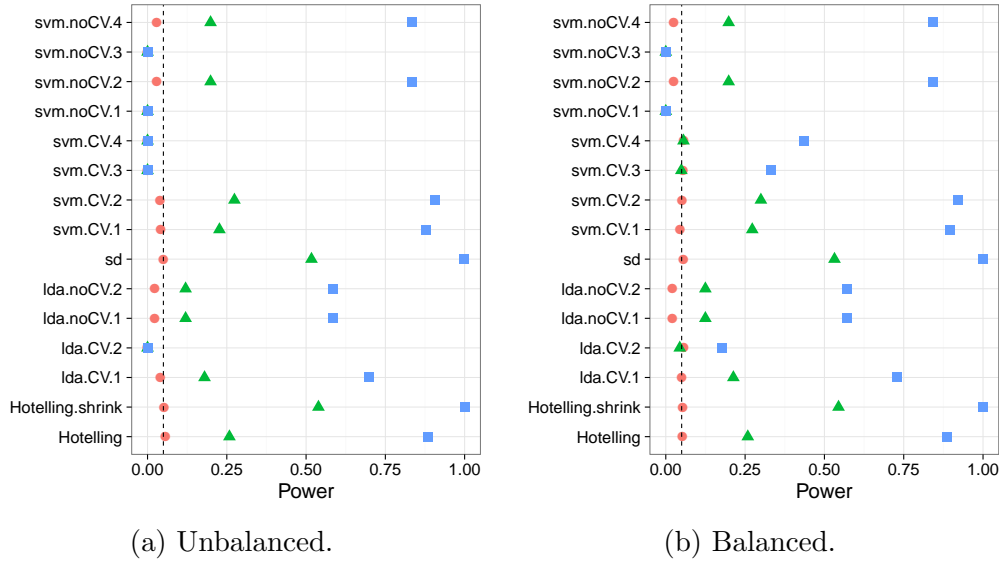 svm.noCV.4
svm.noCV.3
svm.noCV.2
svm.noCV.1
svm.CV.4
svm.CV.3
svm.CV.2
svm.CV.1
sd
lda.noCV.2
lda.noCV.1
lda.CV.2
lda.CV.1
Hotelling.shrink
Hotelling
0.00 0.25 0.50 0.75 1.00
Power
(a) Unbalanced.
svm.noCV.4
svm.noCV.3
svm.noCV.2
svm.noCV.1
svm.CV.4
svm.CV.3
svm.CV.2
svm.CV.1
sd
lda.noCV.2
lda.noCV.1
lda.CV.2
lda.CV.1
Hotelling.shrink
Hotelling
0.00 0.25 0.50 0.75 1.00
Power
(b) Balanced.